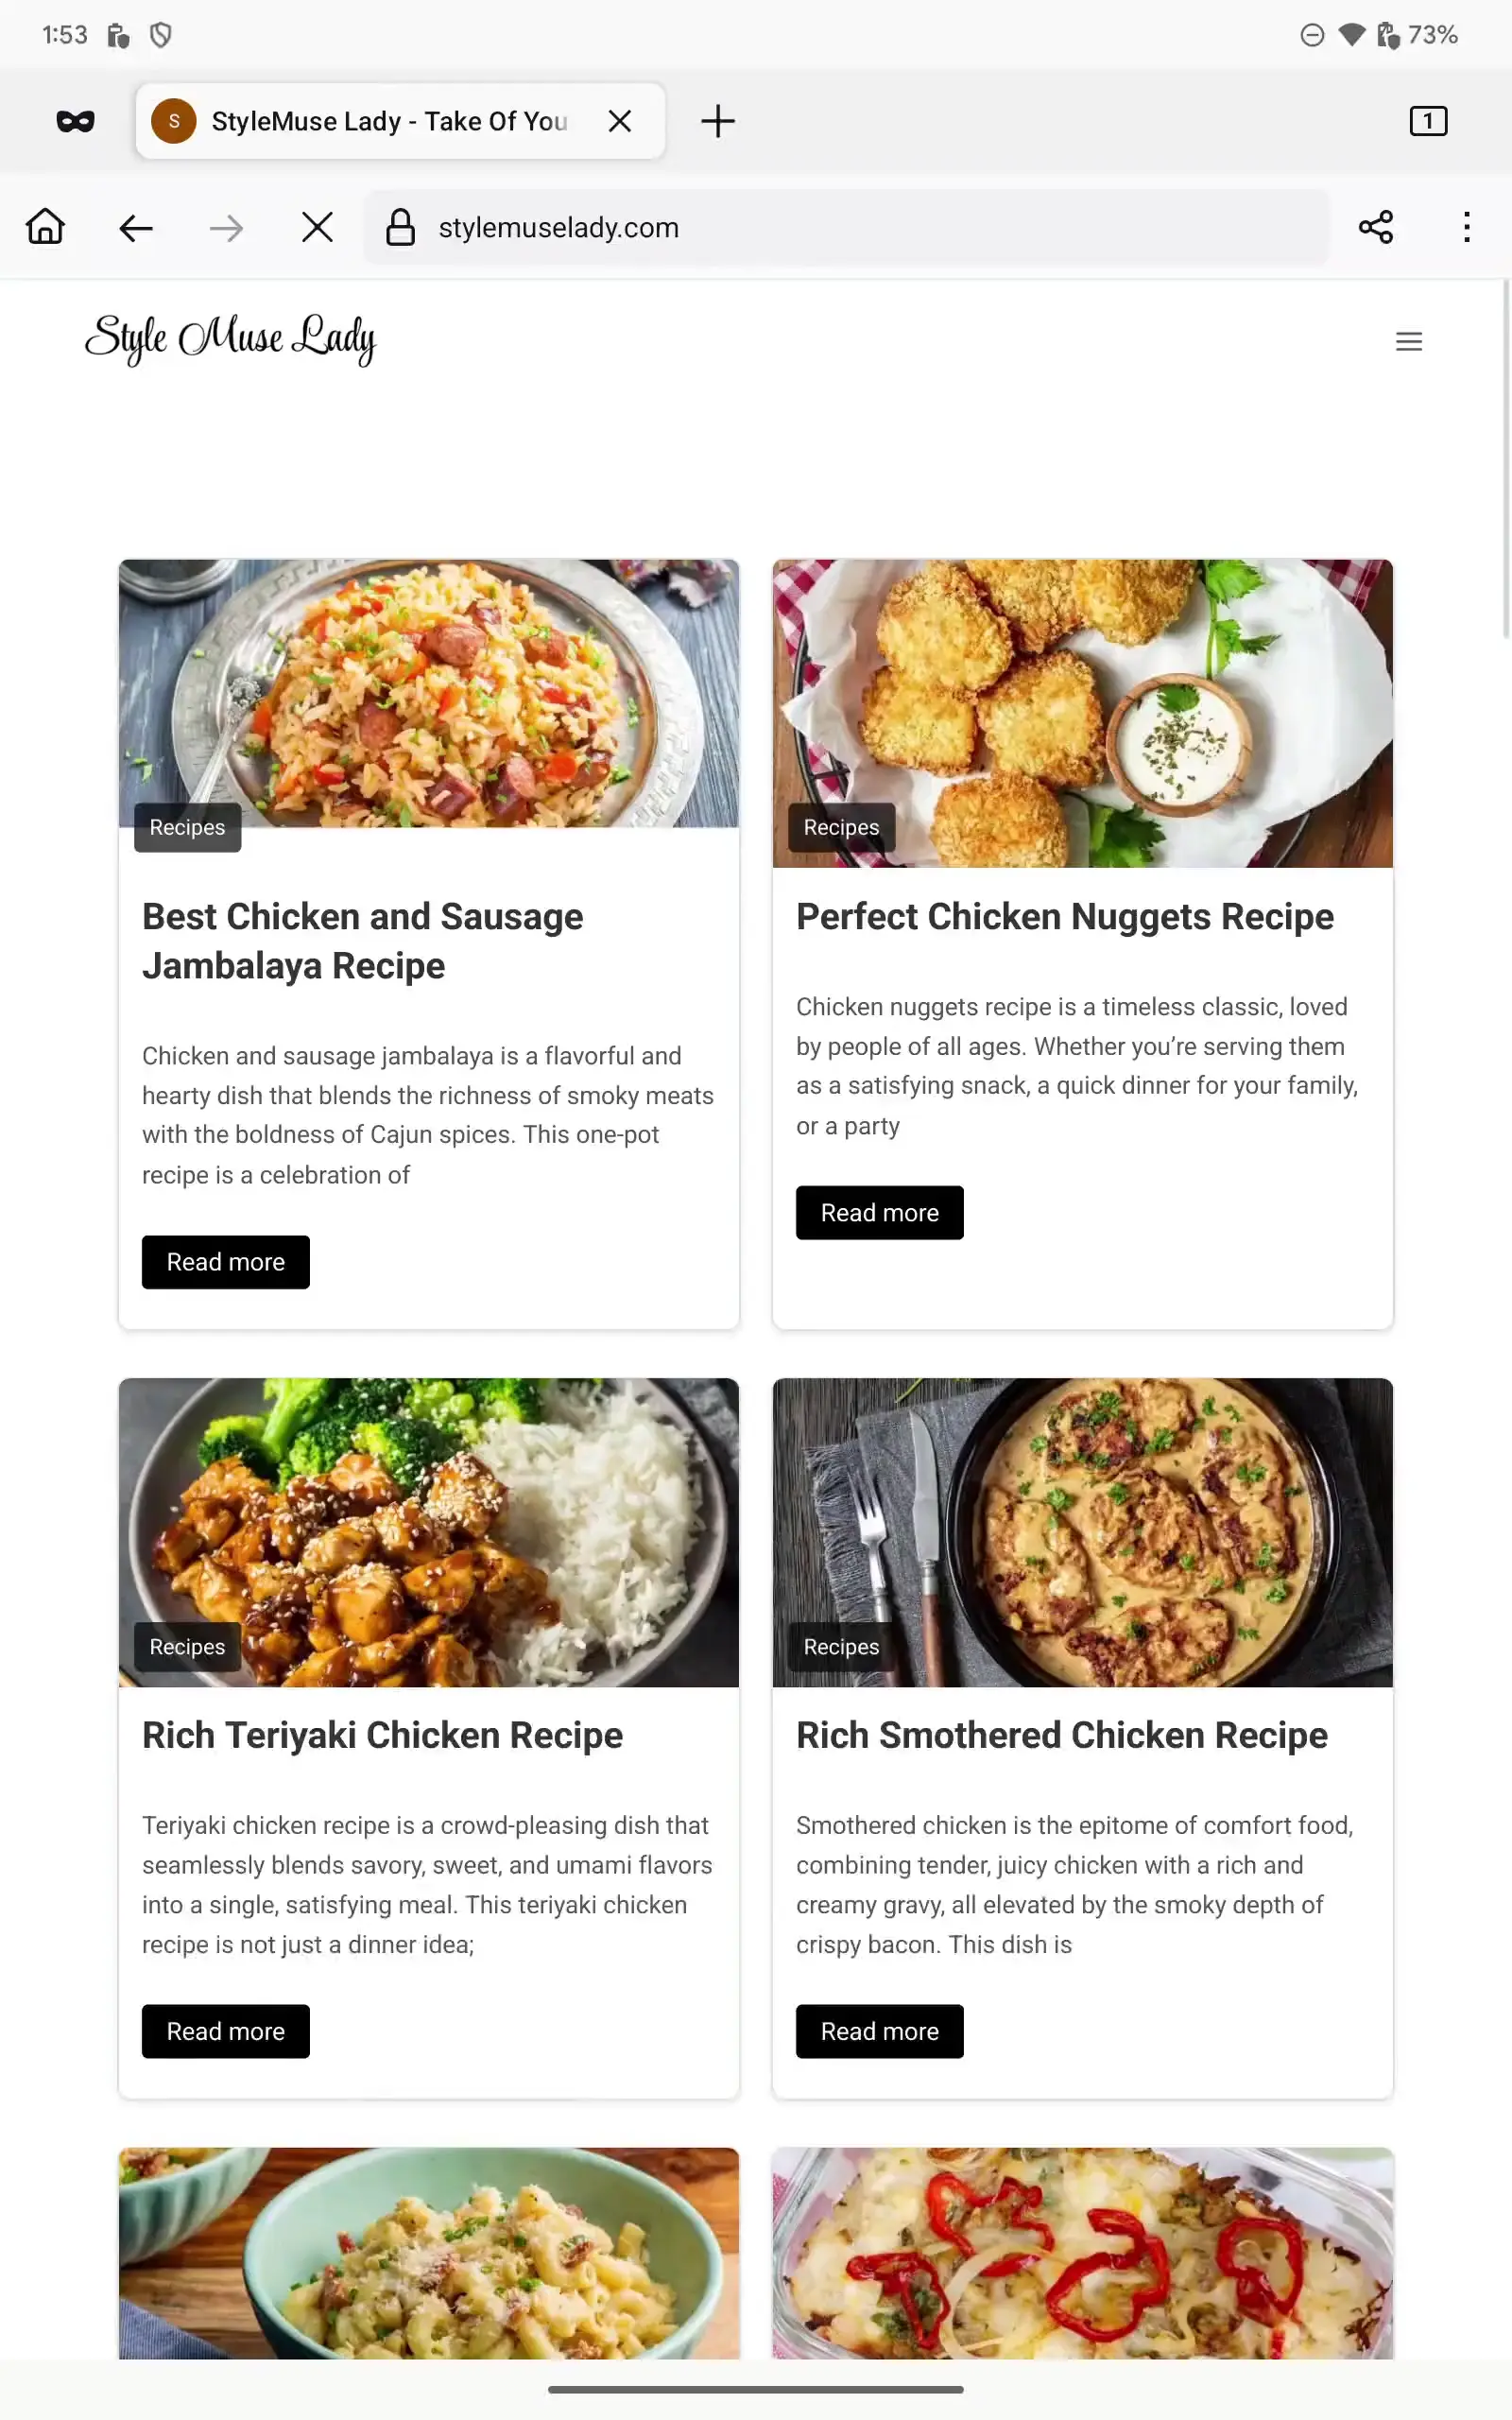 1:53
73%
S
StyleMuse Lady - Take Of You
1
stylemuselady.com
Style Muse Lady
Recipes
Best Chicken and Sausage
Jambalaya Recipe
Chicken and sausage jambalaya is a flavorful and
hearty dish that blends the richness of smoky meats
with the boldness of Cajun spices. This one-pot
recipe is a celebration of
Read more
Recipes
Perfect Chicken Nuggets Recipe
Chicken nuggets recipe is a timeless classic, loved
by people of all ages. Whether you’re serving them
as a satisfying snack, a quick dinner for your family,
or a party
Read more
Recipes
Rich Teriyaki Chicken Recipe
Teriyaki chicken recipe is a crowd-pleasing dish that
seamlessly blends savory, sweet, and umami flavors
into a single, satisfying meal. This teriyaki chicken
recipe is not just a dinner idea;
Read more
Recipes
Rich Smothered Chicken Recipe
Smothered chicken is the epitome of comfort food,
combining tender, juicy chicken with a rich and
creamy gravy, all elevated by the smoky depth of
crispy bacon. This dish is
Read more